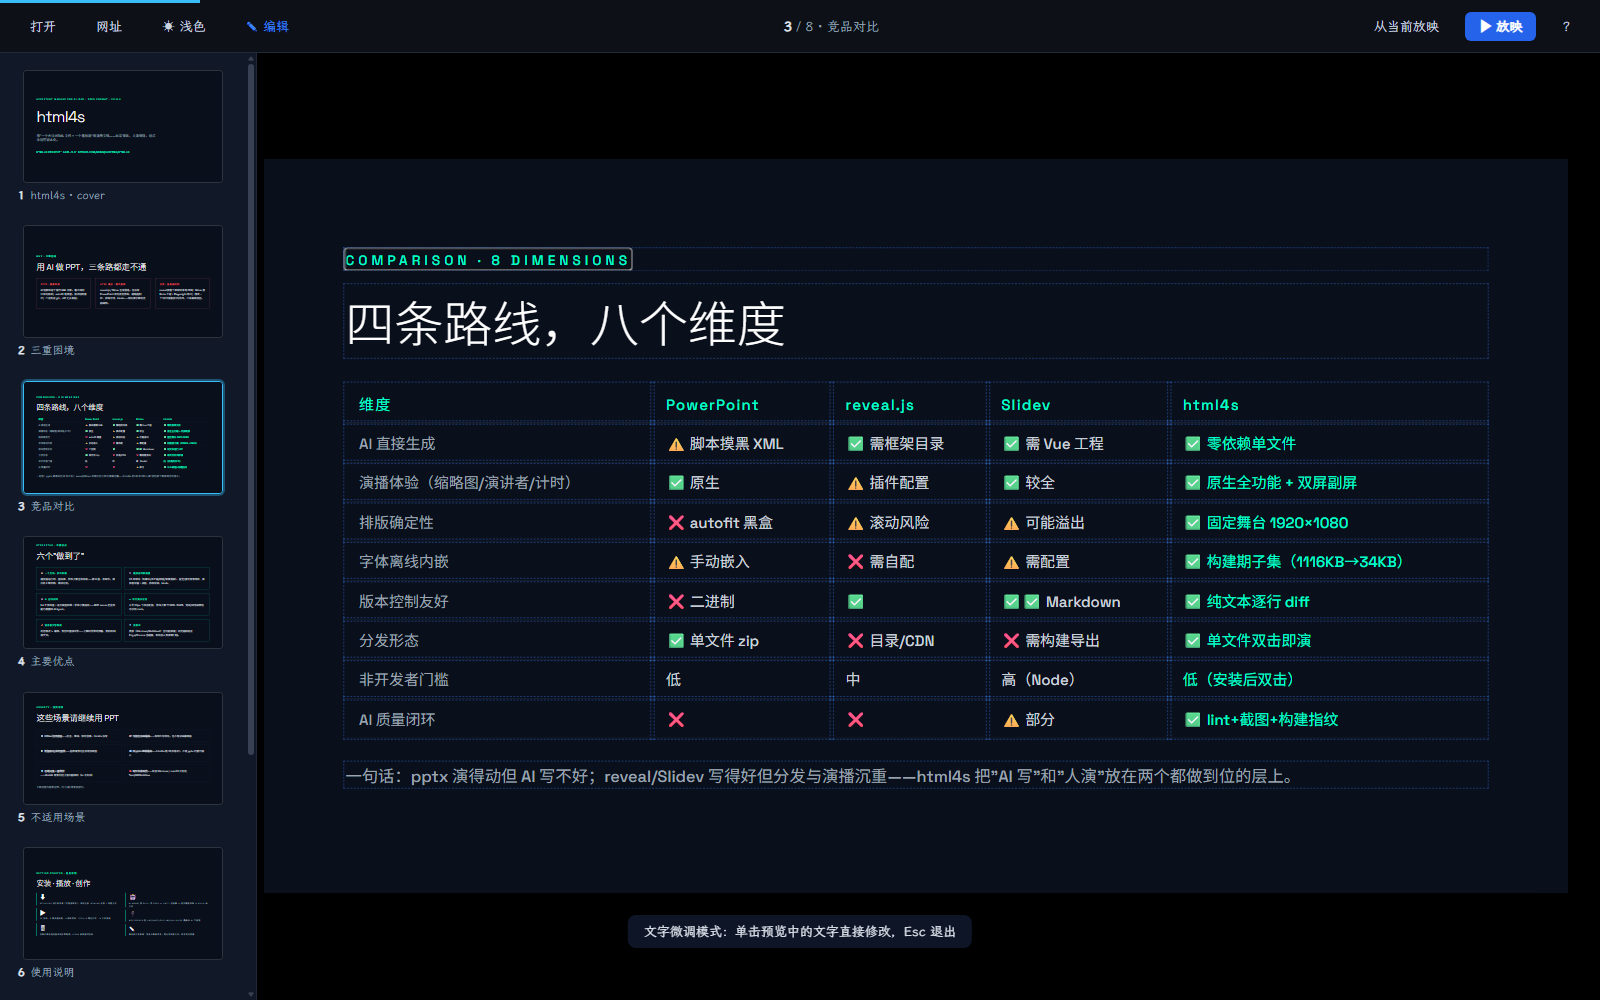 打开 网址 浅色 编辑 3 / 8 · 竞品对比 从当前放映 放映 ?
html4s
1 html4s · cover
用 AI 做 PPT，三条路都走不通
2 三重困境
四条路线，八个维度
3 竞品对比
六个"做到了"
4 主要优点
这些场景请继续用 PPT
5 不适用场景
安装·播放·创作
6 使用说明
COMPARISON · 8 DIMENSIONS
四条路线，八个维度
维度 PowerPoint reveal.js Slidev html4s
AI 直接生成 ⚠️ 脚本摸黑 XML ✅ 需框架目录 ✅ 需 Vue 工程 ✅ 零依赖单文件
演播体验（缩略图/演讲者/计时） ✅ 原生 ⚠️ 插件配置 ✅ 较全 ✅ 原生全功能 + 双屏副屏
排版确定性 ❌ autofit 黑盒 ⚠️ 滚动风险 ⚠️ 可能溢出 ✅ 固定舞台 1920×1080
字体离线内嵌 ⚠️ 手动嵌入 ❌ 需自配 ⚠️ 需配置 ✅ 构建期子集（1116KB→34KB）
版本控制友好 ❌ 二进制 ✅ ✅ ✅ Markdown ✅ 纯文本逐行 diff
分发形态 ✅ 单文件 zip ❌ 目录/CDN ❌ 需构建导出 ✅ 单文件双击即演
非开发者门槛 低 中 高（Node） 低（安装后双击）
AI 质量闭环 ❌ ❌ ⚠️ 部分 ✅ lint+截图+构建指纹
一句话：pptx 演得动但 AI 写不好；reveal/Slidev 写得好但分发与演播沉重——html4s 把"AI 写"和"人演"放在两个都做到位的层上。
文字微调模式：单击预览中的文字直接修改，Esc 退出